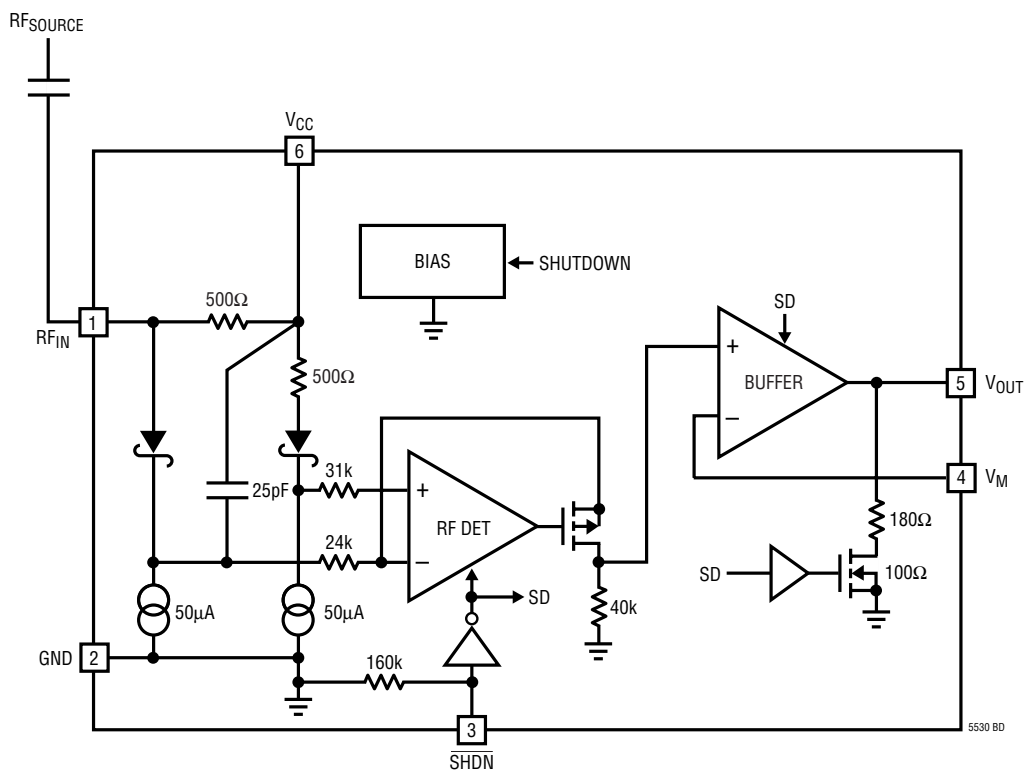 RFSOURCE
VCC
6
BIAS
SHUTDOWN
500Ω
1
RFIN
SD
+
500Ω
BUFFER
5
VOUT
–
31k
25pF
+
4
VM
RF DET
180Ω
24k
–
SD
100Ω
50µA
50µA
SD
40k
GND
2
160k
3
5530 BD
SHDN